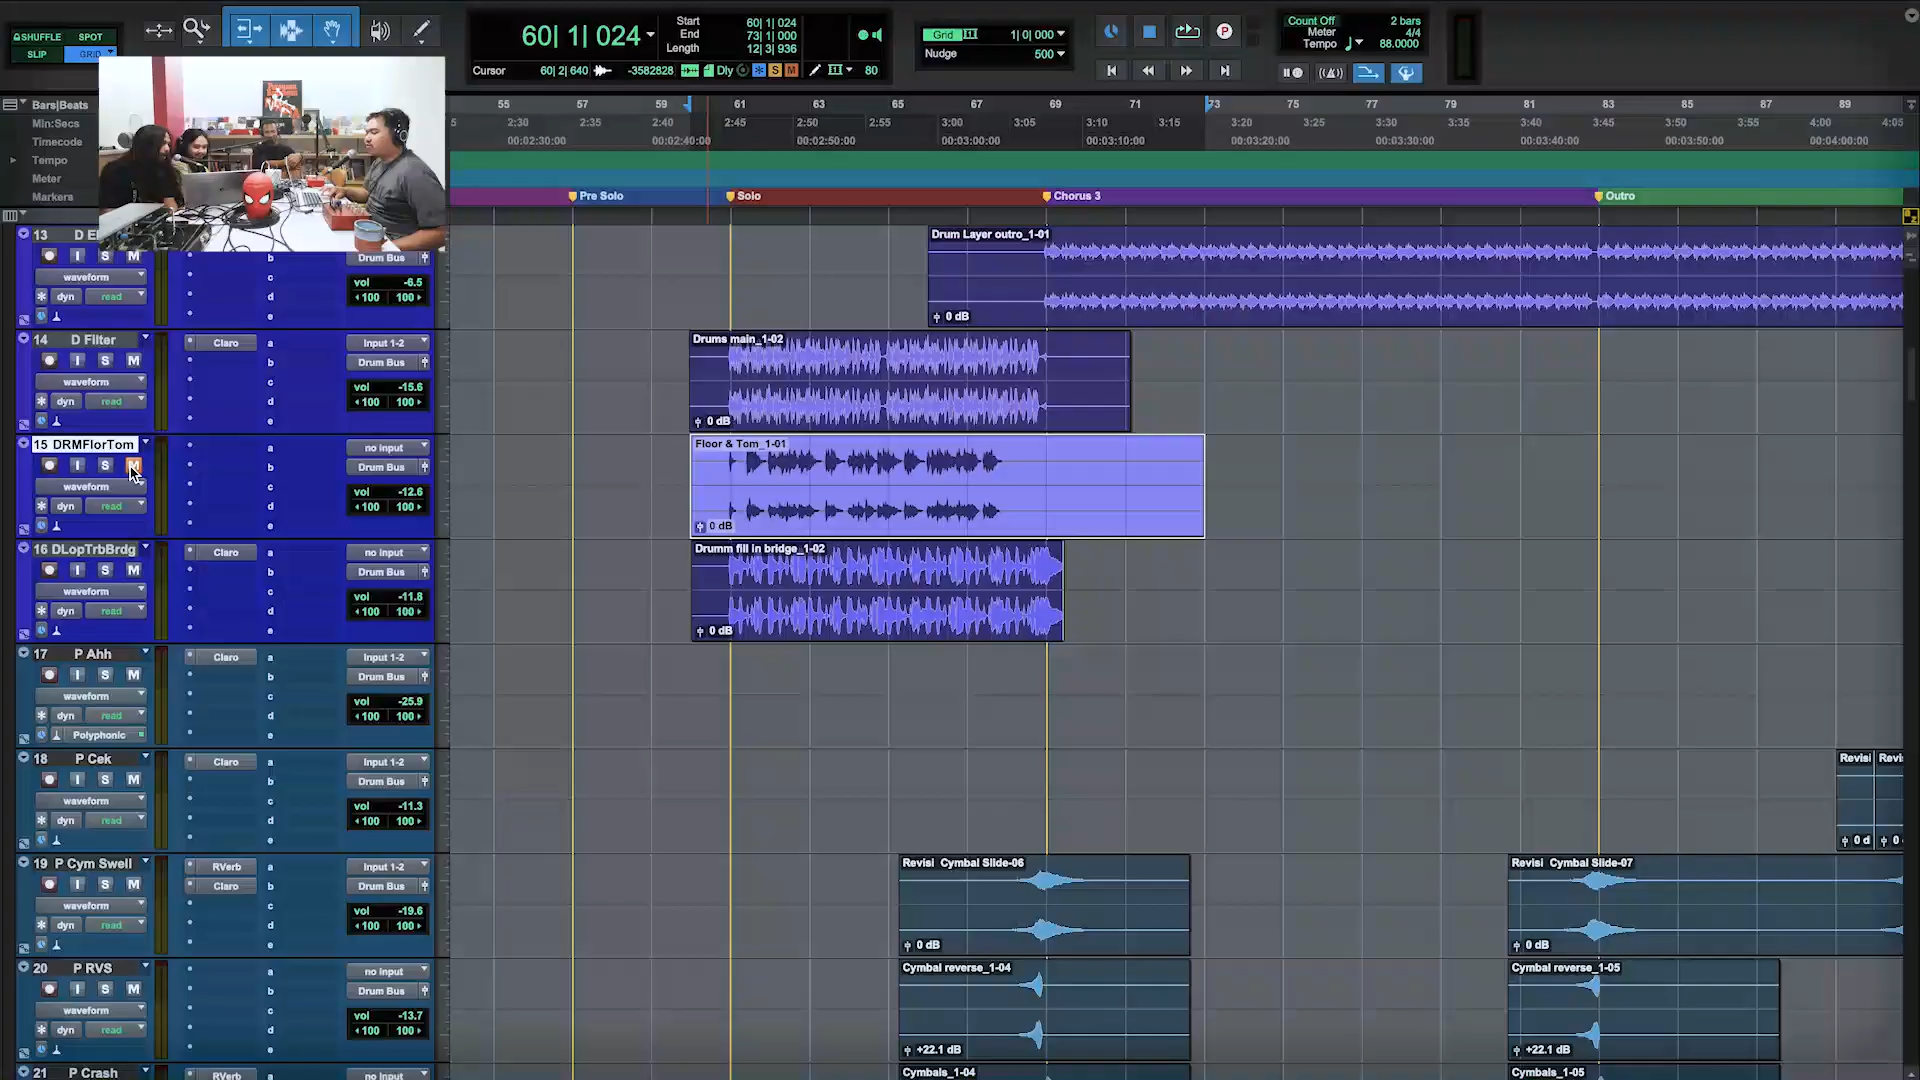 SHUFFLE SPOT
SLIP GRID
60| 1| 024
Start 60| 1| 024
End 73| 1| 000
Length 12| 3| 936
Cursor 60| 2| 640 -3582828 Dly S M 80
Grid 1| 0| 000
Nudge 500
P
Count Off 2 bars
Meter 4/4
Tempo 88.0000
Bars|Beats
Min:Secs
Timecode
Tempo
Meter
Markers
55 57 59 61 63 65 67 69 71 73 75 77 79 81 83 85 87 89
2:30 2:35 2:40 2:45 2:50 2:55 3:00 3:05 3:10 3:15 3:20 3:25 3:30 3:35 3:40 3:45 3:50 3:55 4:00 4:05
00:02:30:00 00:02:40:00 00:02:50:00 00:03:00:00 00:03:10:00 00:03:20:00 00:03:30:00 00:03:40:00 00:03:50:00 00:04:00:00
Pre Solo Solo Chorus 3 Outro
13
I S M
waveform
dyn read
b
c
d
e
Drum Bus
vol -6.5
100 100
Drum Layer outro_1-01
0 dB
14 D Filter
I S M
waveform
dyn read
Claro
a
b
c
d
e
Input 1-2
Drum Bus
vol -15.6
100 100
Drums main_1-02
0 dB
15 DRMFlorTom
I S M
waveform
dyn read
a
b
c
d
e
no input
Drum Bus
vol -12.6
100 100
Floor & Tom_1-01
0 dB
16 DLopTrbBrdg
I S M
waveform
dyn read
Claro
a
b
c
d
e
no input
Drum Bus
vol -11.8
100 100
Drumm fill in bridge_1-02
0 dB
17 P Ahh
I S M
waveform
dyn read
Polyphonic
Claro
a
b
c
d
e
Input 1-2
Drum Bus
vol -25.9
100 100
18 P Cek
I S M
waveform
dyn read
Claro
a
b
c
d
e
Input 1-2
Drum Bus
vol -11.3
100 100
Revisi
0 d
19 P Cym Swell
I S M
waveform
dyn read
RVerb
Claro
a
b
c
d
e
Input 1-2
Drum Bus
vol -19.6
100 100
Revisi Cymbal Slide-06
0 dB
Revisi Cymbal Slide-07
0 dB
20 P RVS
I S M
waveform
dyn read
a
b
c
d
e
no input
Drum Bus
vol -13.7
100 100
Cymbal reverse_1-04
+22.1 dB
Cymbal reverse_1-05
+22.1 dB
21 P Crash
RVerb
a
no input
Cymbals_1-04
Cymbals_1-05